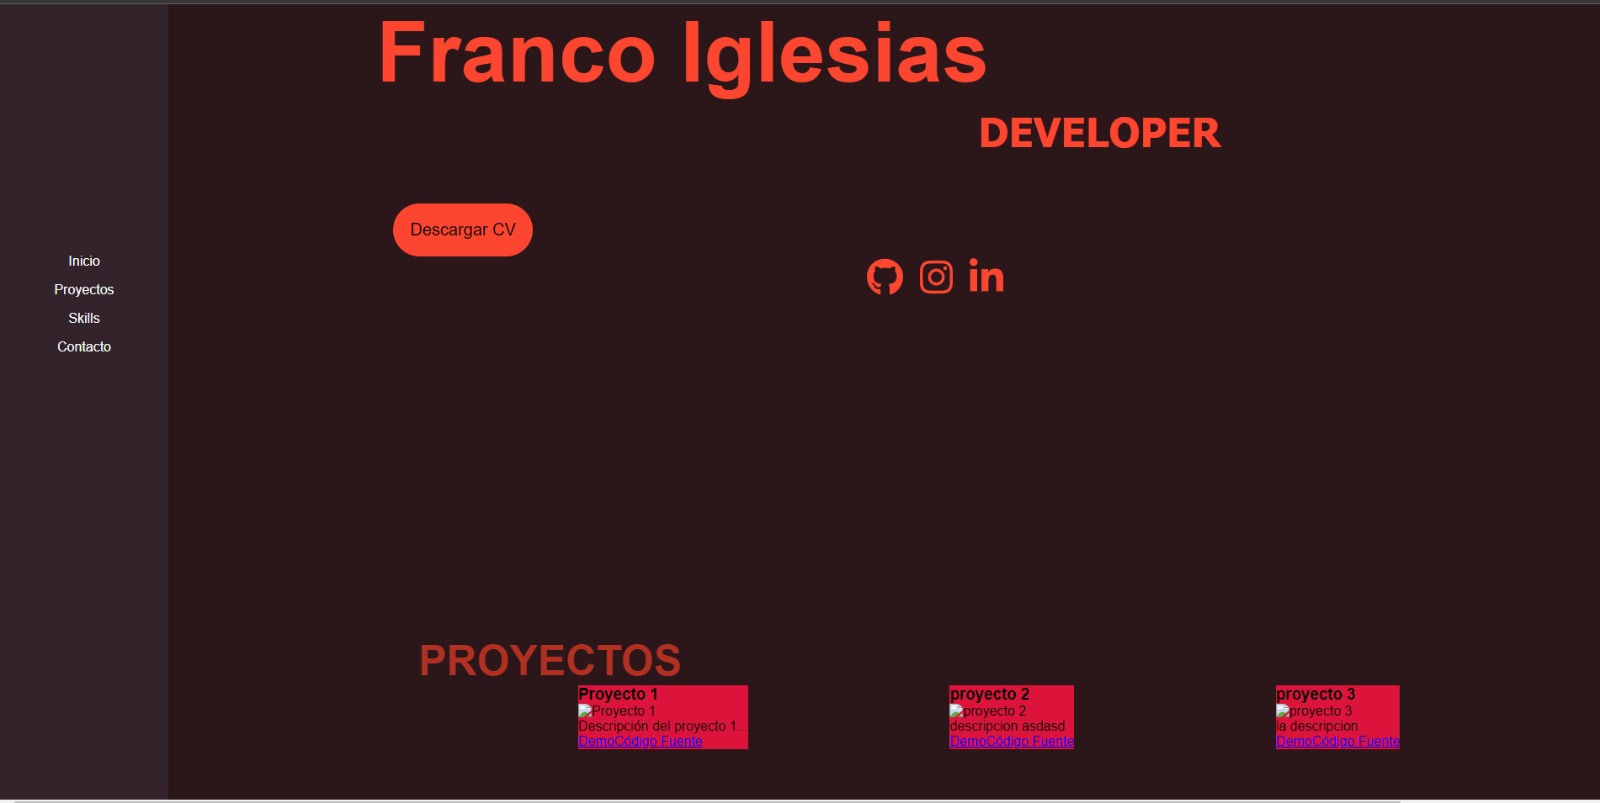 Franco Iglesias
DEVELOPER
Descargar CV
Inicio
Proyectos
Skills
Contacto
PROYECTOS
Proyecto 1
Proyecto 1
Descripción del proyecto 1...
DemoCódigo Fuente
proyecto 2
proyecto 2
descripcion asdasd
DemoCódigo Fuente
proyecto 3
proyecto 3
la descripcion
DemoCódigo Fuente